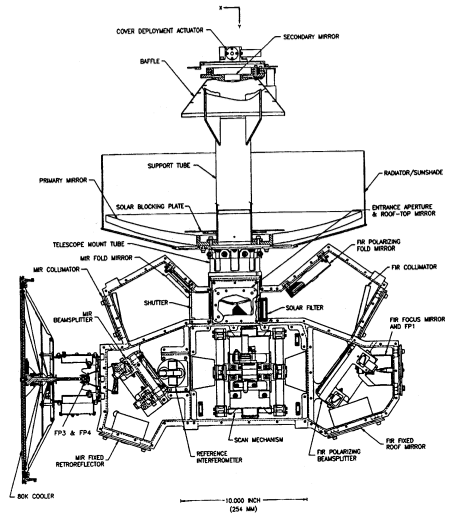 X
Y
COVER DEPLOYMENT ACTUATOR
SECONDARY MIRROR
BAFFLE
SUPPORT TUBE
RADIATOR/SUNSHADE
PRIMARY MIRROR
SOLAR BLOCKING PLATE
ENTRANCE APERTURE
& ROOF-TOP MIRROR
TELESCOPE MOUNT TUBE
MIR FOLD MIRROR
FIR POLARIZING
FOLD MIRROR
MIR COLLIMATOR
FIR COLLIMATOR
SHUTTER
SOLAR FILTER
MIR
BEAMSPLITTER
FIR FOCUS MIRROR
AND FP1
FP3 & FP4
SCAN MECHANISM
REFERENCE
INTERFEROMETER
MIR FIXED
RETROREFLECTOR
FIR POLARIZING
BEAMSPLITTER
FIR FIXED
ROOF MIRROR
80K COOLER
10.000 INCH
(254 MM)